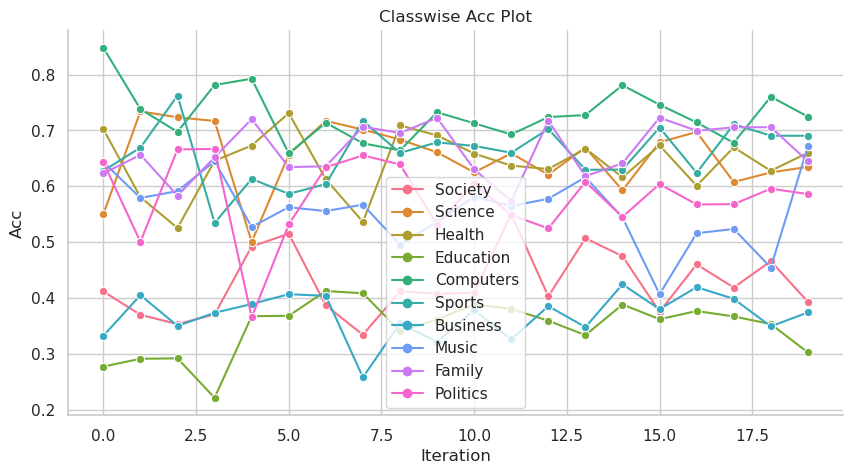 Classwise Acc Plot
Acc
0.8
0.7
0.6
0.5
0.4
0.3
0.2
Society
Science
Health
Education
Computers
Sports
Business
Music
Family
Politics
0.0 2.5 5.0 7.5 10.0 12.5 15.0 17.5
Iteration